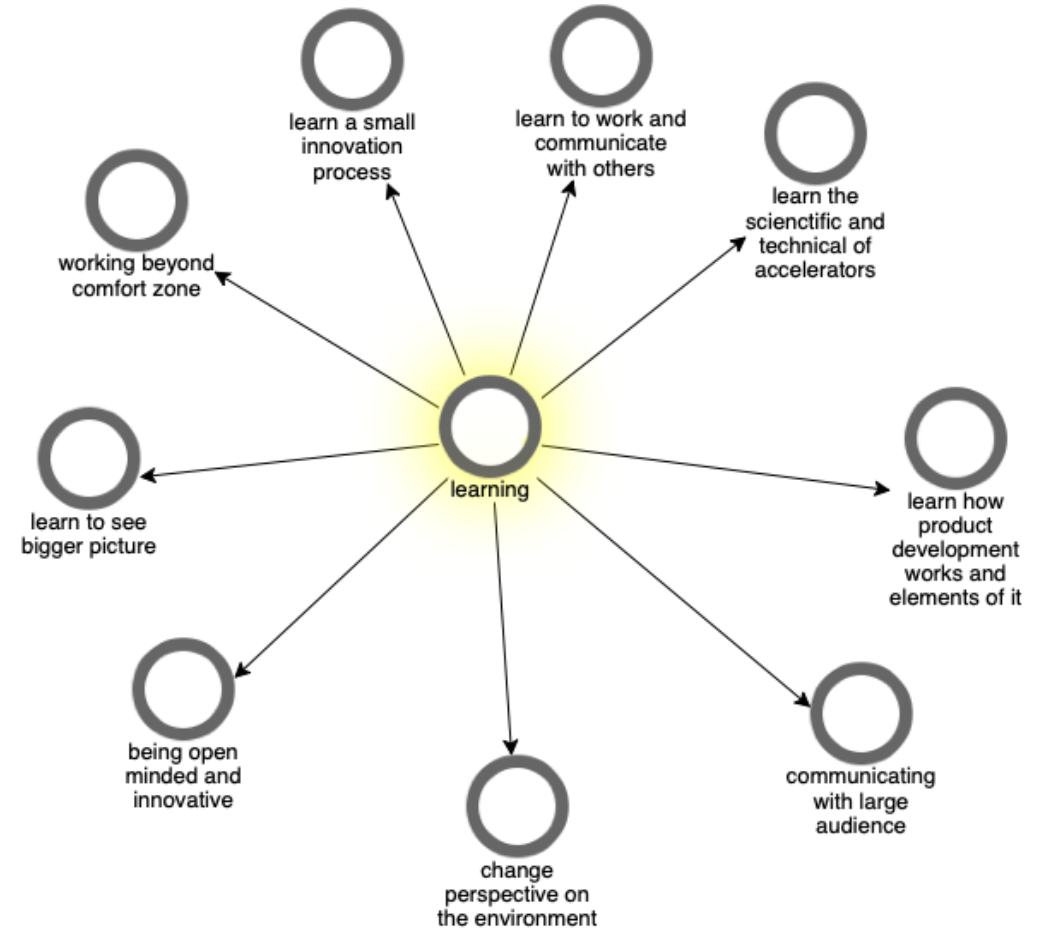 learn a small
innovation
process
learn to work and
communicate
with others
learn the
scienctific and
technical of
accelerators
working beyond
comfort zone
learning
learn to see
bigger picture
learn how
product
development
works and
elements of it
being open
minded and
innovative
communicating
with large
audience
change
perspective on
the environment